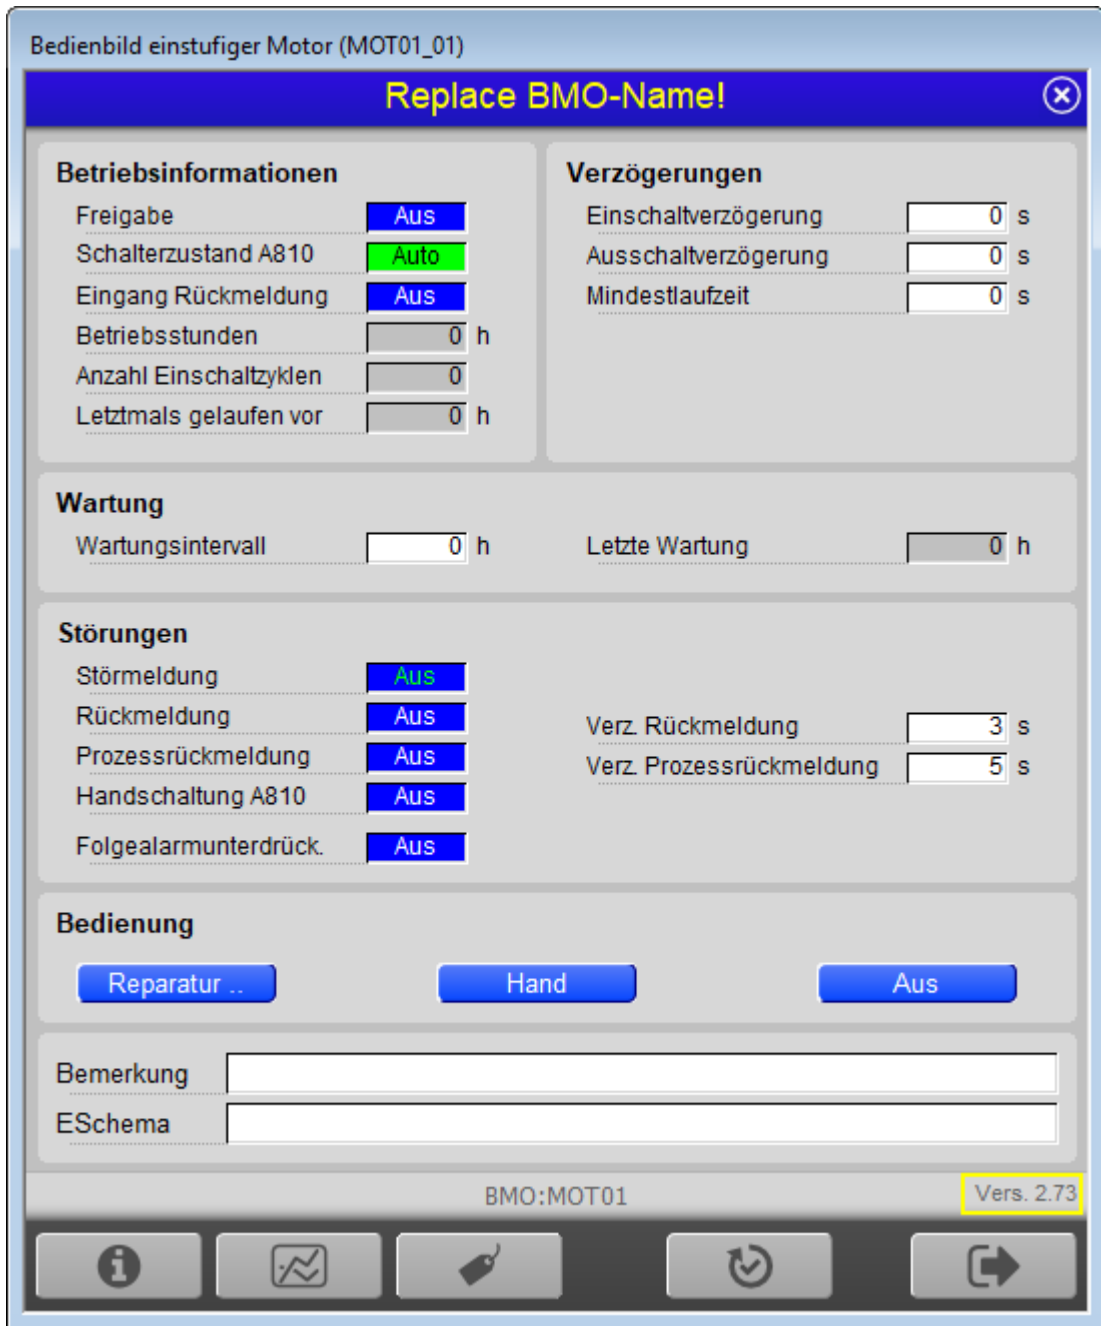 Bedienbild einstufiger Motor (MOT01_01)
Replace BMO-Name!
Betriebsinformationen
Freigabe Aus
Schalterzustand A810 Auto
Eingang Rückmeldung Aus
Betriebsstunden 0 h
Anzahl Einschaltzyklen 0
Letztmals gelaufen vor 0 h
Verzögerungen
Einschaltverzögerung 0 s
Ausschaltverzögerung 0 s
Mindestlaufzeit 0 s
Wartung
Wartungsintervall 0 h
Letzte Wartung 0 h
Störungen
Störmeldung Aus
Rückmeldung Aus
Prozessrückmeldung Aus
Handschaltung A810 Aus
Folgealarmunterdrück. Aus
Verz. Rückmeldung 3 s
Verz. Prozessrückmeldung 5 s
Bedienung
Reparatur .. Hand Aus
Bemerkung
ESchema
BMO:MOT01 Vers. 2.73